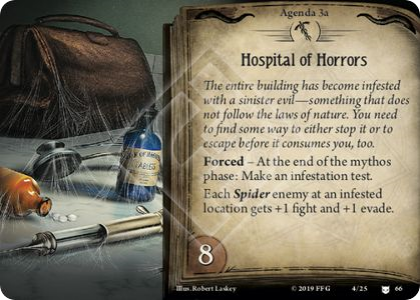 Agenda 3a
Hospital of Horrors
The entire building has become infested
with a sinister evil—something that does
not follow the laws of nature. You need
to find some way to either stop it or to
escape before it consumes you, too.
Forced – At the end of the mythos
phase: Make an infestation test.
Each Spider enemy at an infested
location gets +1 fight and +1 evade.
8
Illus. Robert Laskey
© 2019 FFG
4/25
66